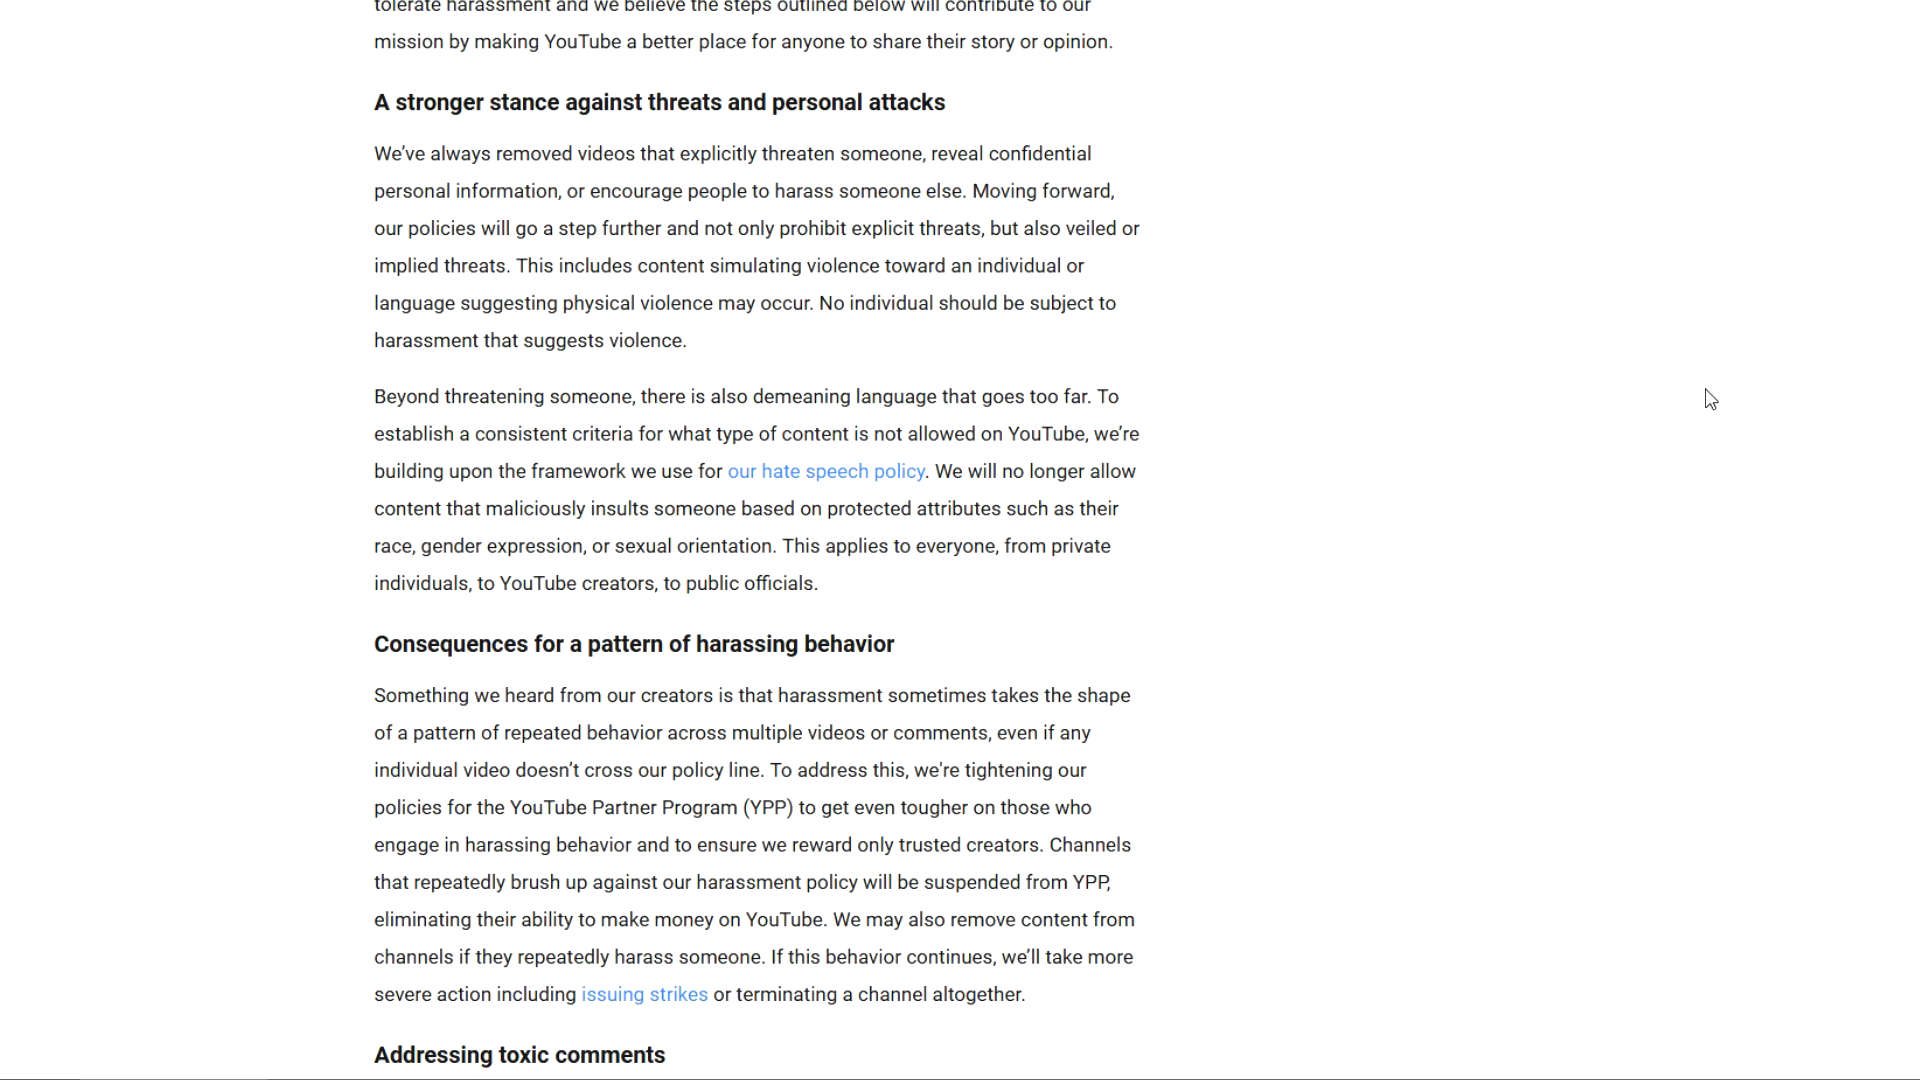 tolerate harassment and we believe the steps outlined below will contribute to our
mission by making YouTube a better place for anyone to share their story or opinion.
A stronger stance against threats and personal attacks
We’ve always removed videos that explicitly threaten someone, reveal confidential
personal information, or encourage people to harass someone else. Moving forward,
our policies will go a step further and not only prohibit explicit threats, but also veiled or
implied threats. This includes content simulating violence toward an individual or
language suggesting physical violence may occur. No individual should be subject to
harassment that suggests violence.
Beyond threatening someone, there is also demeaning language that goes too far. To
establish a consistent criteria for what type of content is not allowed on YouTube, we’re
building upon the framework we use for our hate speech policy. We will no longer allow
content that maliciously insults someone based on protected attributes such as their
race, gender expression, or sexual orientation. This applies to everyone, from private
individuals, to YouTube creators, to public officials.
Consequences for a pattern of harassing behavior
Something we heard from our creators is that harassment sometimes takes the shape
of a pattern of repeated behavior across multiple videos or comments, even if any
individual video doesn’t cross our policy line. To address this, we're tightening our
policies for the YouTube Partner Program (YPP) to get even tougher on those who
engage in harassing behavior and to ensure we reward only trusted creators. Channels
that repeatedly brush up against our harassment policy will be suspended from YPP,
eliminating their ability to make money on YouTube. We may also remove content from
channels if they repeatedly harass someone. If this behavior continues, we’ll take more
severe action including issuing strikes or terminating a channel altogether.
Addressing toxic comments